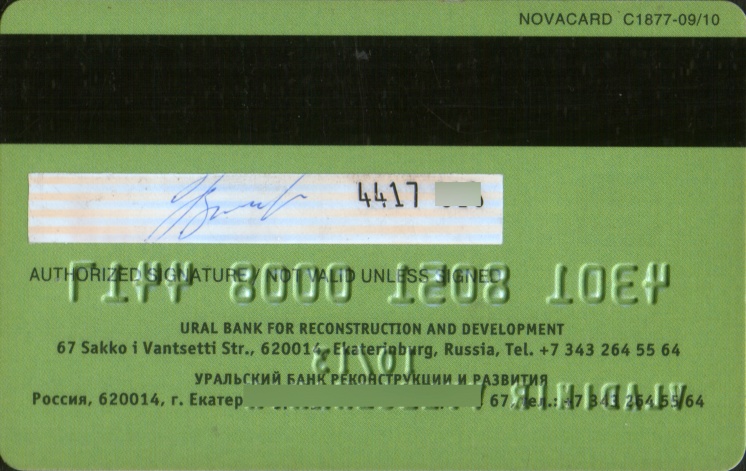 NOVACARD C1877-09/10
4417
AUTHORIZED SIGNATURE / NOT VALID UNLESS SIGNED
URAL BANK FOR RECONSTRUCTION AND DEVELOPMENT
67 Sakko i Vantsetti Str., 620014, Ekaterinburg, Russia, Tel. +7 343 264 55 64
УРАЛЬСКИЙ БАНК РЕКОНСТРУКЦИИ И РАЗВИТИЯ
Россия, 620014, г. 67, тел.: +7 343 264 55 64